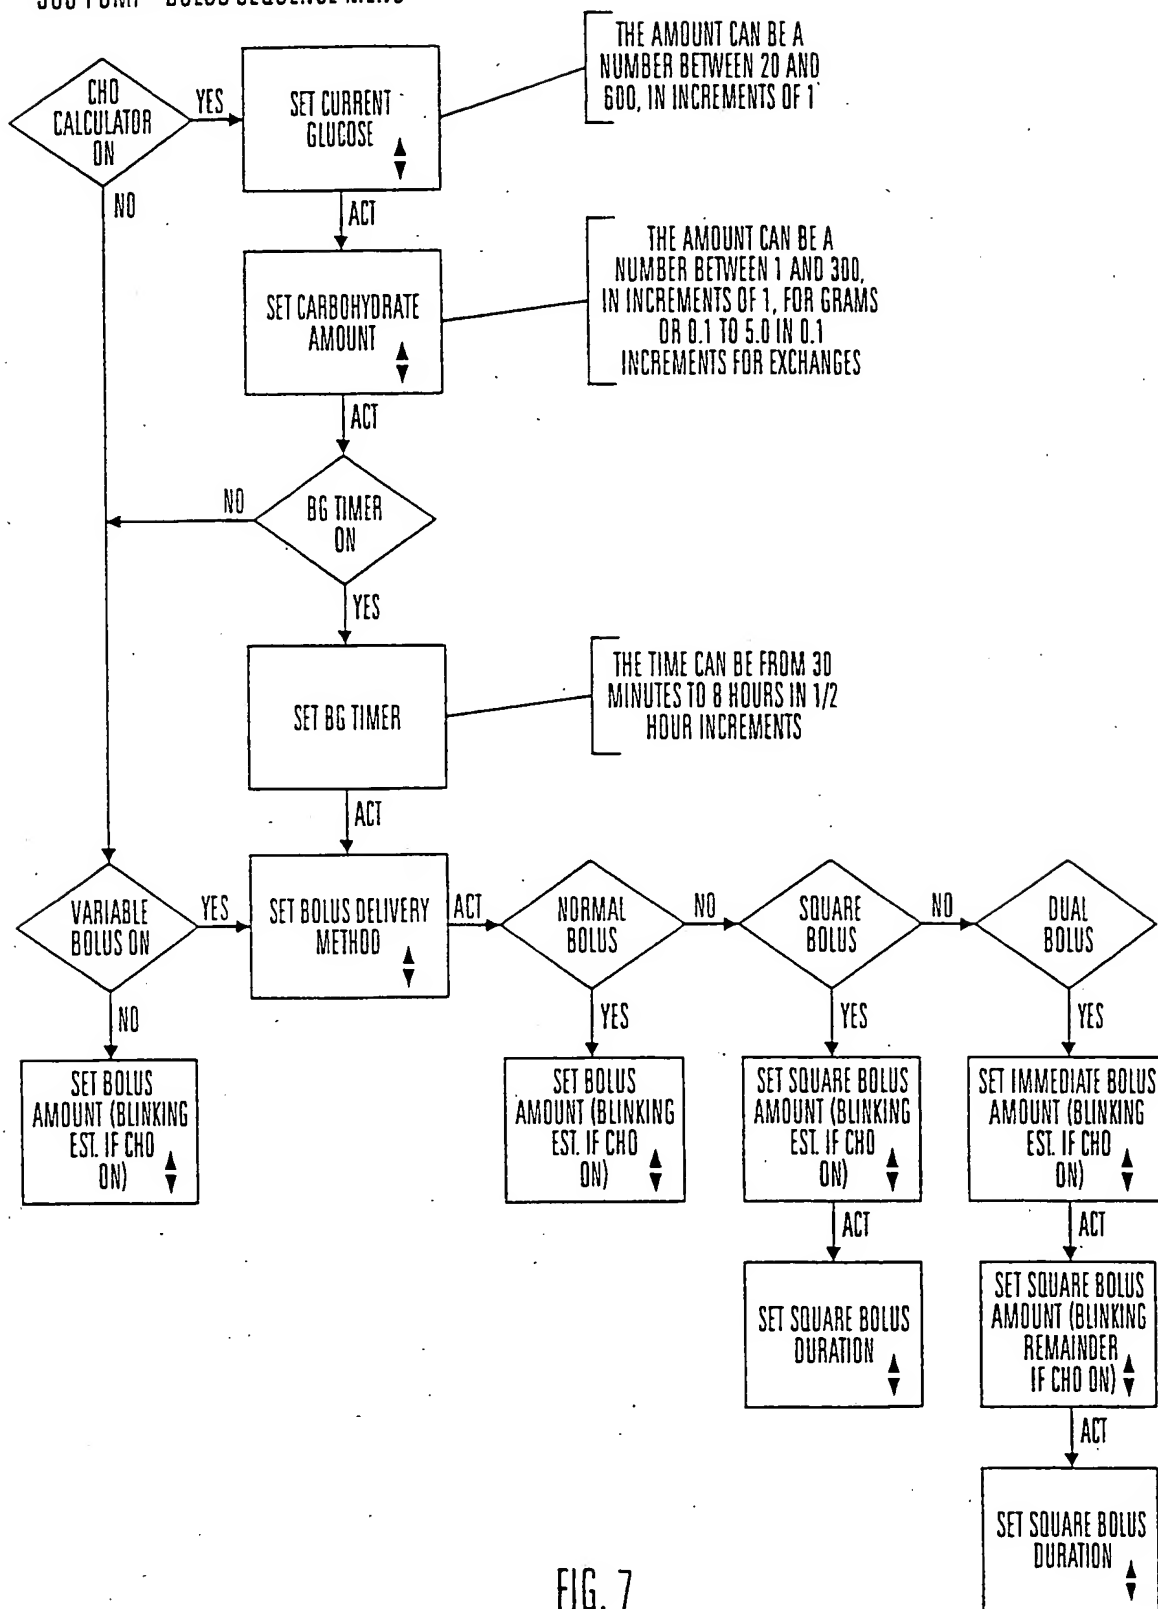 THE AMOUNT CAN BE A
NUMBER BETWEEN 20 AND
600, IN INCREMENTS OF 1
CHO
CALCULATOR
ON
YES
SET CURRENT
GLUCOSE
NO
ACT
SET CARBOHYDRATE
AMOUNT
THE AMOUNT CAN BE A
NUMBER BETWEEN 1 AND 300,
IN INCREMENTS OF 1, FOR GRAMS
OR 0.1 TO 5.0 IN 0.1
INCREMENTS FOR EXCHANGES
ACT
NO
BG TIMER
ON
YES
SET BG TIMER
THE TIME CAN BE FROM 30
MINUTES TO 8 HOURS IN 1/2
HOUR INCREMENTS
ACT
VARIABLE
BOLUS ON
YES
SET BOLUS DELIVERY
METHOD
ACT
NORMAL
BOLUS
NO
SQUARE
BOLUS
NO
DUAL
BOLUS
NO
YES
YES
YES
SET BOLUS
AMOUNT (BLINKING
EST. IF CHO
ON)
SET BOLUS
AMOUNT (BLINKING
EST. IF CHO
ON)
SET SQUARE BOLUS
AMOUNT (BLINKING
EST. IF CHO
ON)
SET IMMEDIATE BOLUS
AMOUNT (BLINKING
EST. IF CHO
ON)
ACT
ACT
SET SQUARE BOLUS
DURATION
SET SQUARE BOLUS
AMOUNT (BLINKING
REMAINDER
IF CHO ON)
ACT
SET SQUARE BOLUS
DURATION
FIG. 7